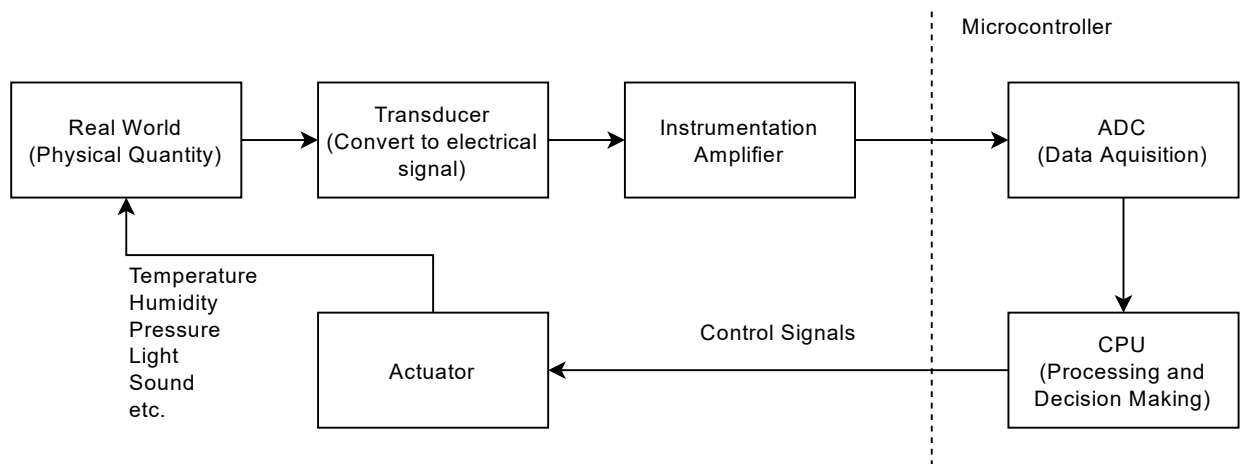 Microcontroller
Real World
(Physical Quantity)
Transducer
(Convert to electrical
signal)
Instrumentation
Amplifier
ADC
(Data Aquisition)
Temperature
Humidity
Pressure
Light
Sound
etc.
Actuator
Control Signals
CPU
(Processing and
Decision Making)